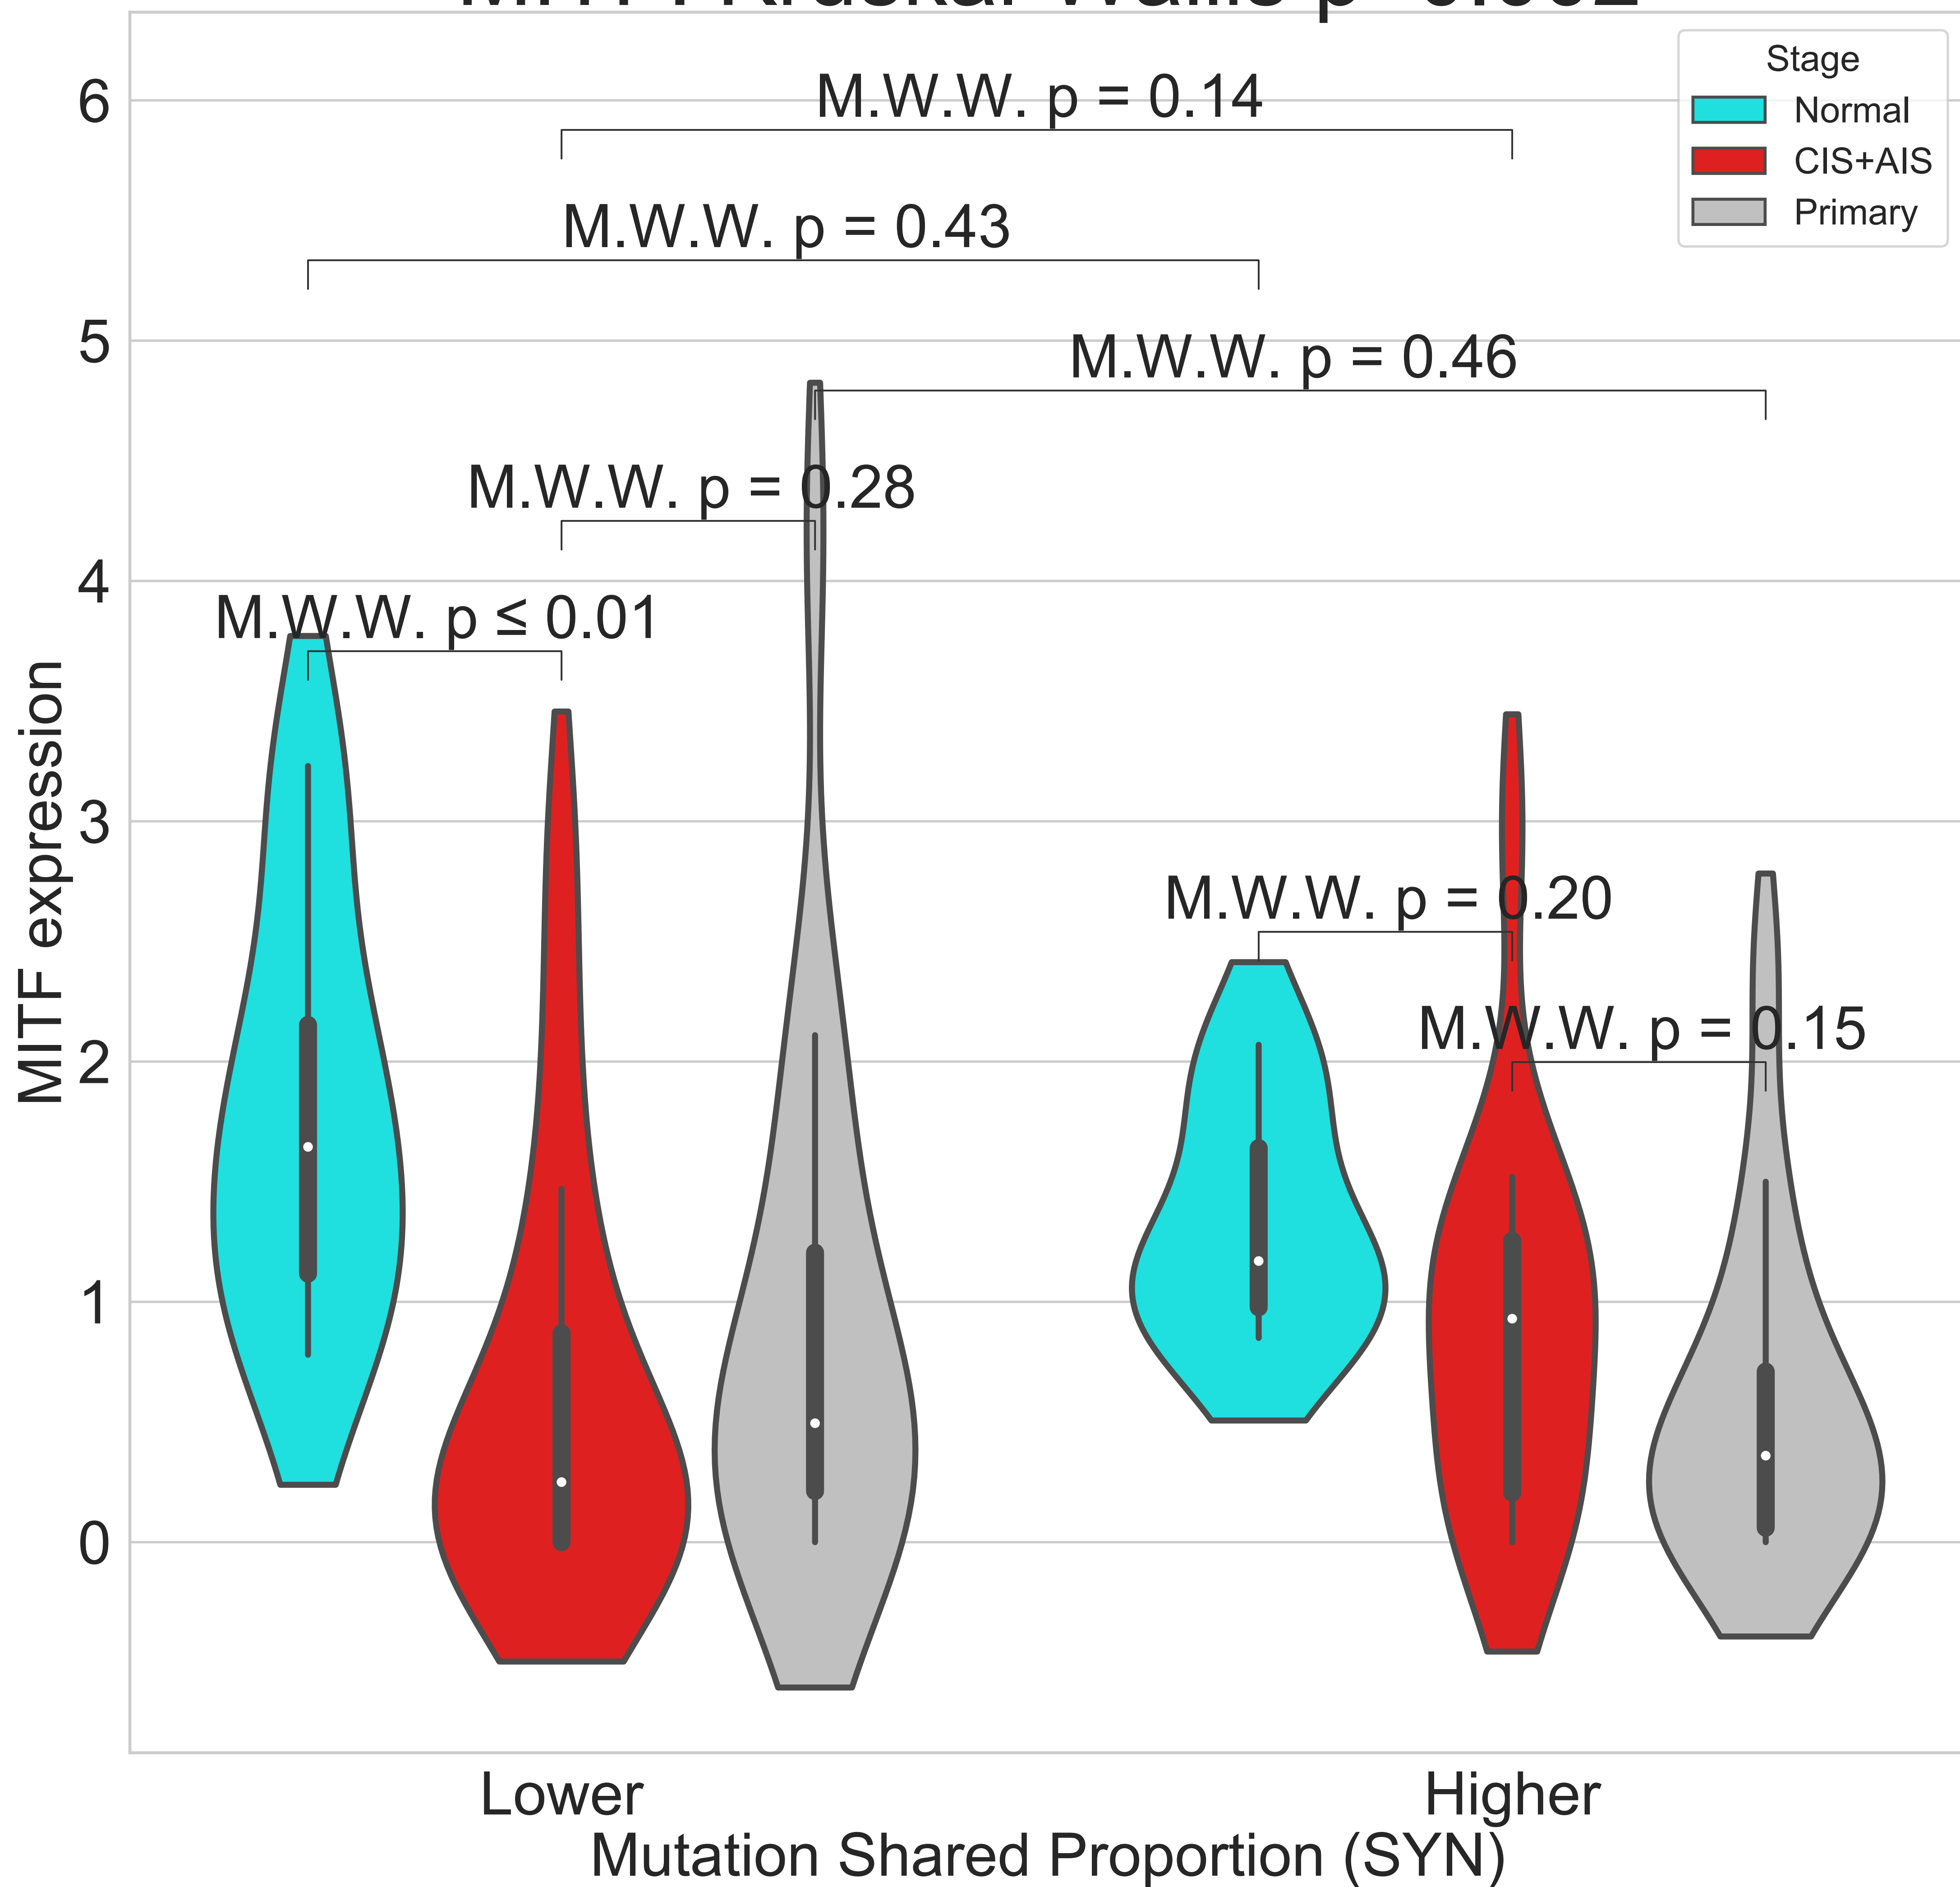 Stage
Normal
CIS+AIS
Primary
M.W.W. p = 0.14
M.W.W. p = 0.43
M.W.W. p = 0.46
M.W.W. p = 0.28
M.W.W. p ≤ 0.01
M.W.W. p = 0.20
M.W.W. p = 0.15
MITF expression
6
5
4
3
2
1
0
Lower
Higher
Mutation Shared Proportion (SYN)